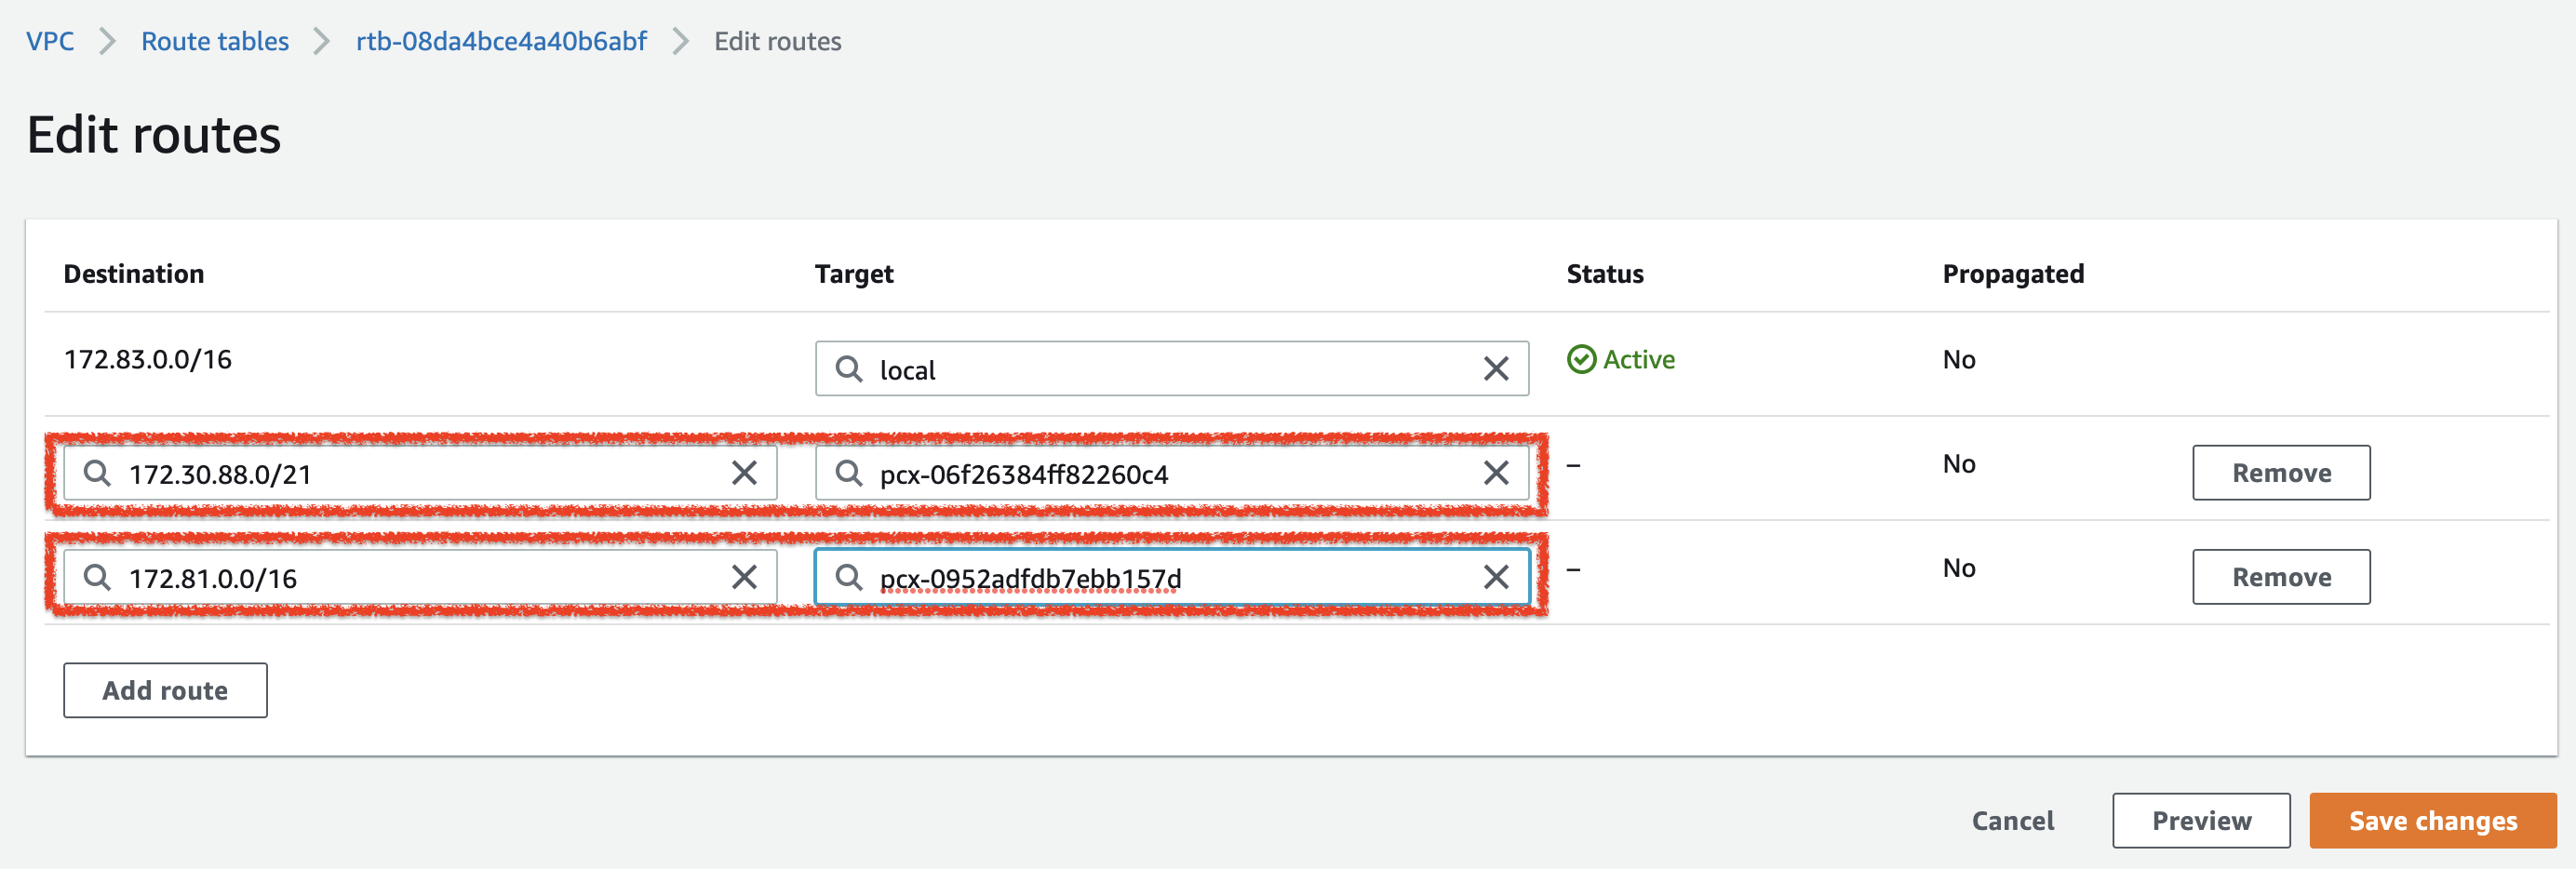 VPC > Route tables > rtb-08da4bce4a40b6abf > Edit routes
Edit routes
Destination Target Status Propagated
172.83.0.0/16 local Active No
172.30.88.0/21 pcx-06f26384ff82260c4 – No Remove
172.81.0.0/16 pcx-0952adfdb7ebb157d – No Remove
Add route
Cancel Preview Save changes